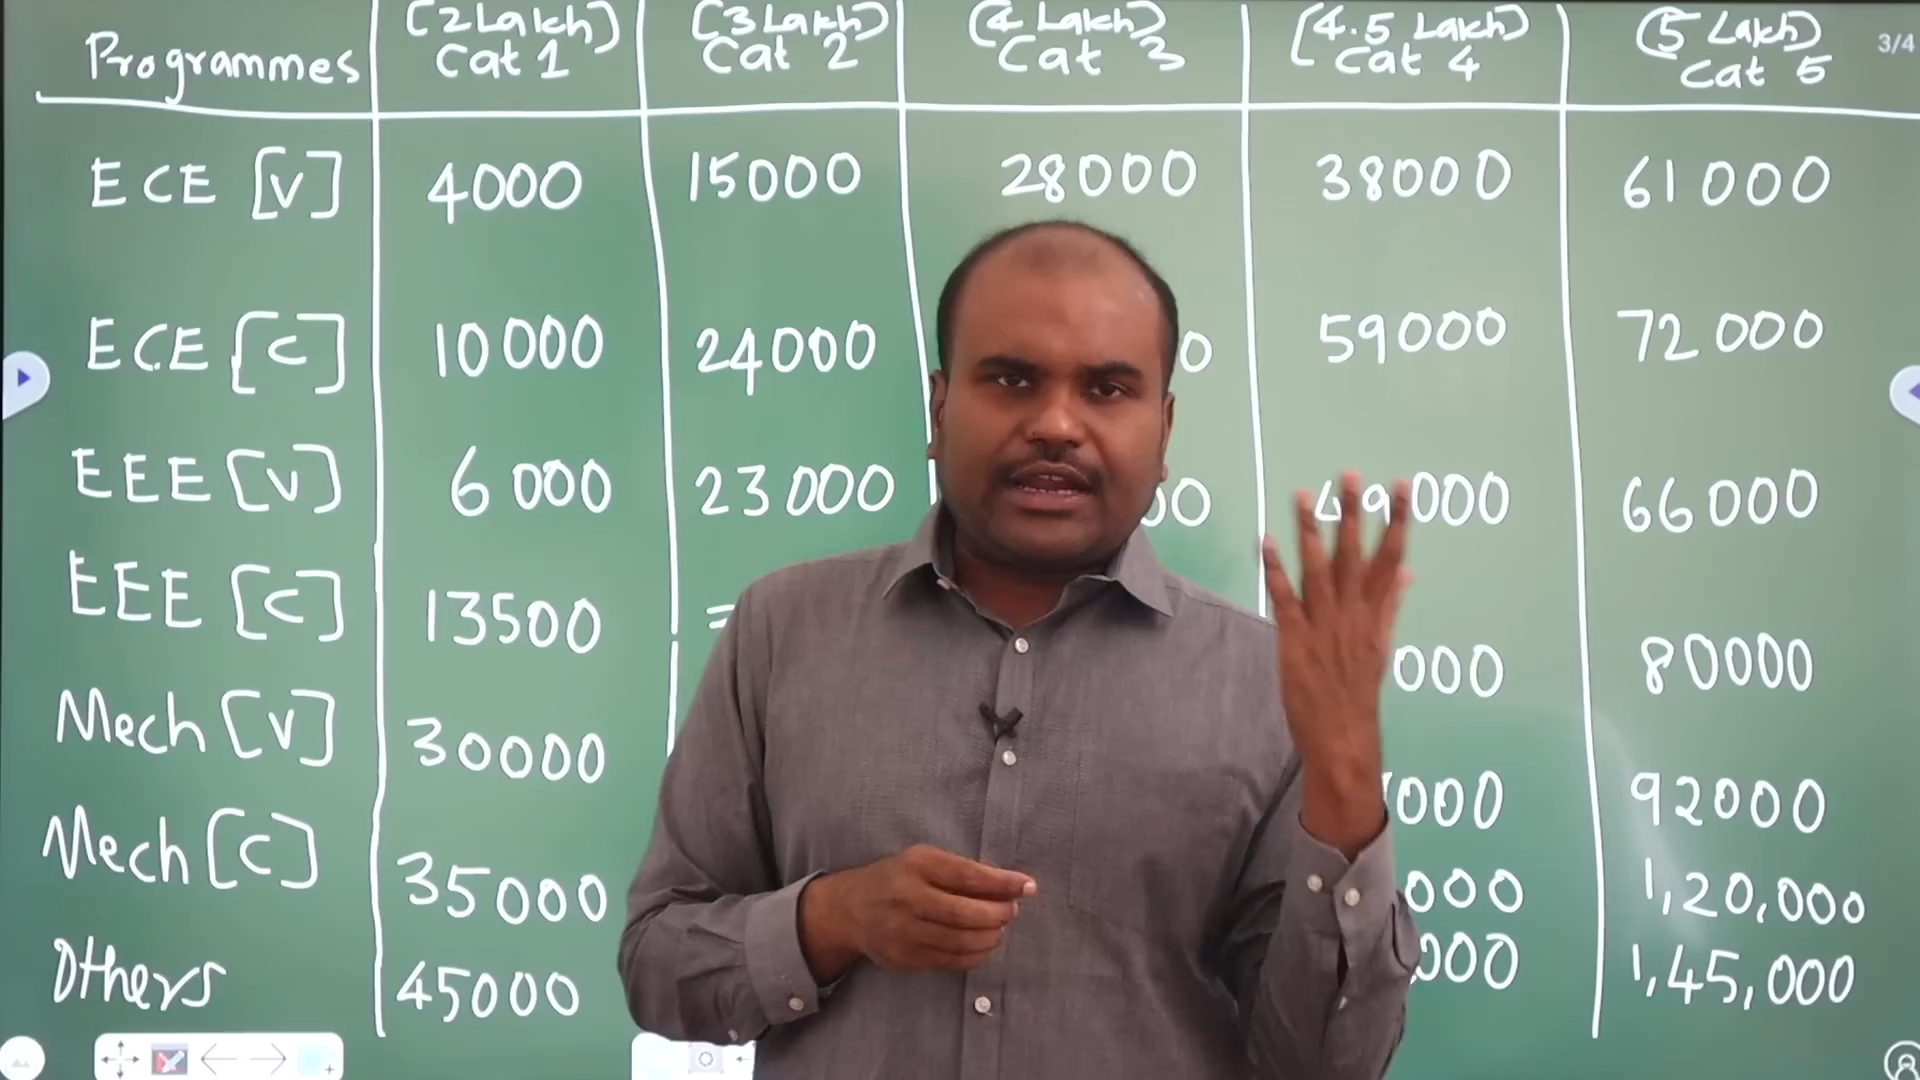 Programmes (2 Lakh) Cat 1 (3 Lakh) Cat 2 (4 Lakh) Cat 3 (4.5 Lakh) Cat 4 (5 Lakh) Cat 5 3/4
ECE [V] 4000 15000 28000 38000 61000
ECE [C] 10000 24000 59000 72000
EEE [V] 6000 23000 49000 66000
EEE [C] 13500 80000
Mech [V] 30000 92000
Mech [C] 35000 1,20,000
Others 45000 1,45,000